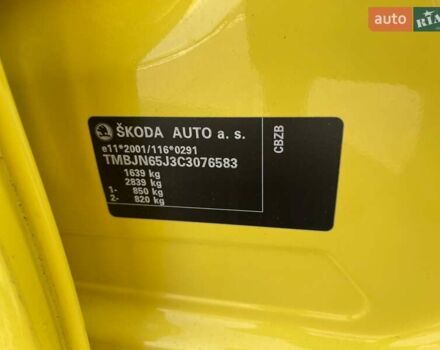 auto RIA
ŠKODA AUTO a. s.
e11*2001/116*0291
TMBJN65J3C3076583
1639 kg
2839 kg
1- 850 kg
2- 820 kg
CBZB